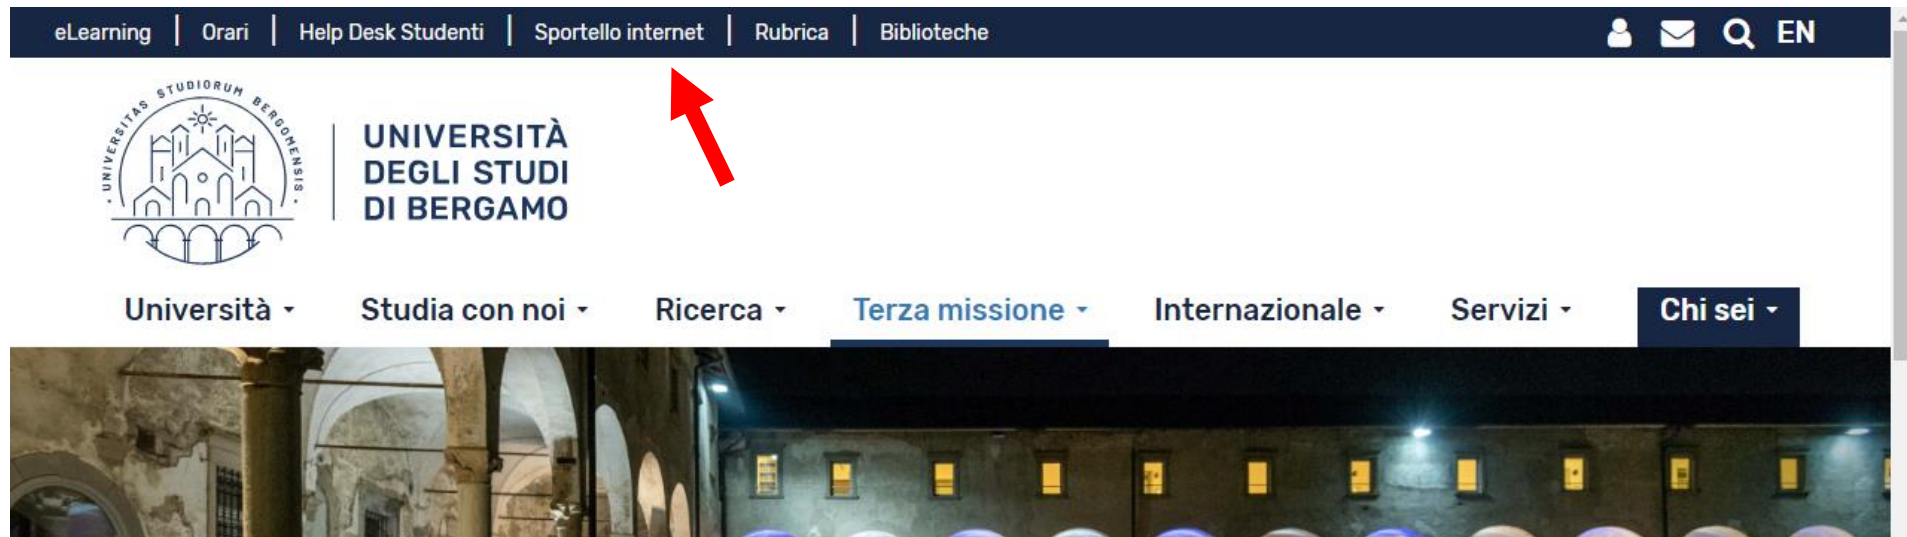 eLearning | Orari | Help Desk Studenti | Sportello internet | Rubrica | Biblioteche EN
· UNIVERSITAS STUDIORUM BERGOMENSIS ·
UNIVERSITÀ
DEGLI STUDI
DI BERGAMO
Università Studia con noi Ricerca Terza missione Internazionale Servizi Chi sei